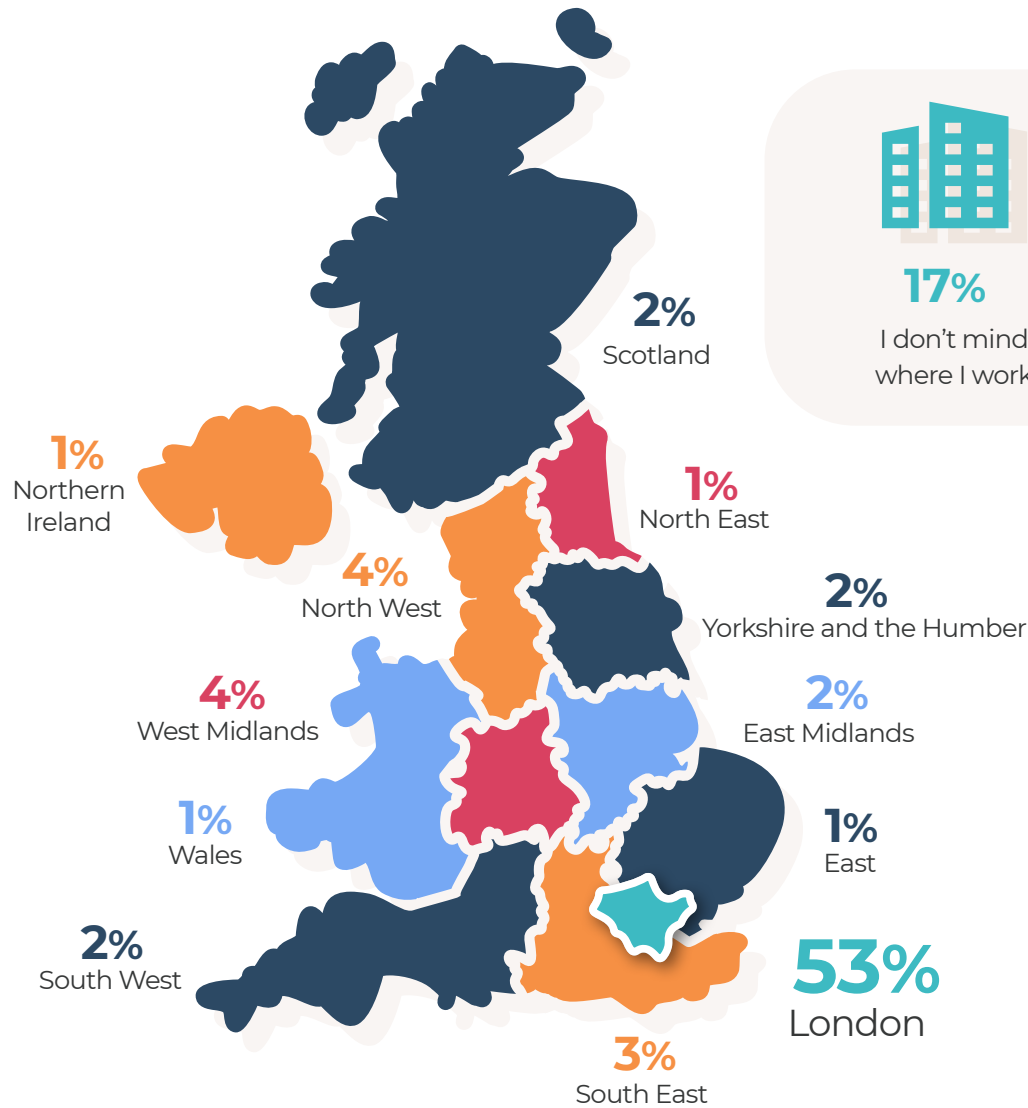 17%
I don't mind
where I work
2%
Scotland
1%
Northern
Ireland
1%
North East
4%
North West
2%
Yorkshire and the Humber
4%
West Midlands
2%
East Midlands
1%
Wales
1%
East
2%
South West
53%
London
3%
South East